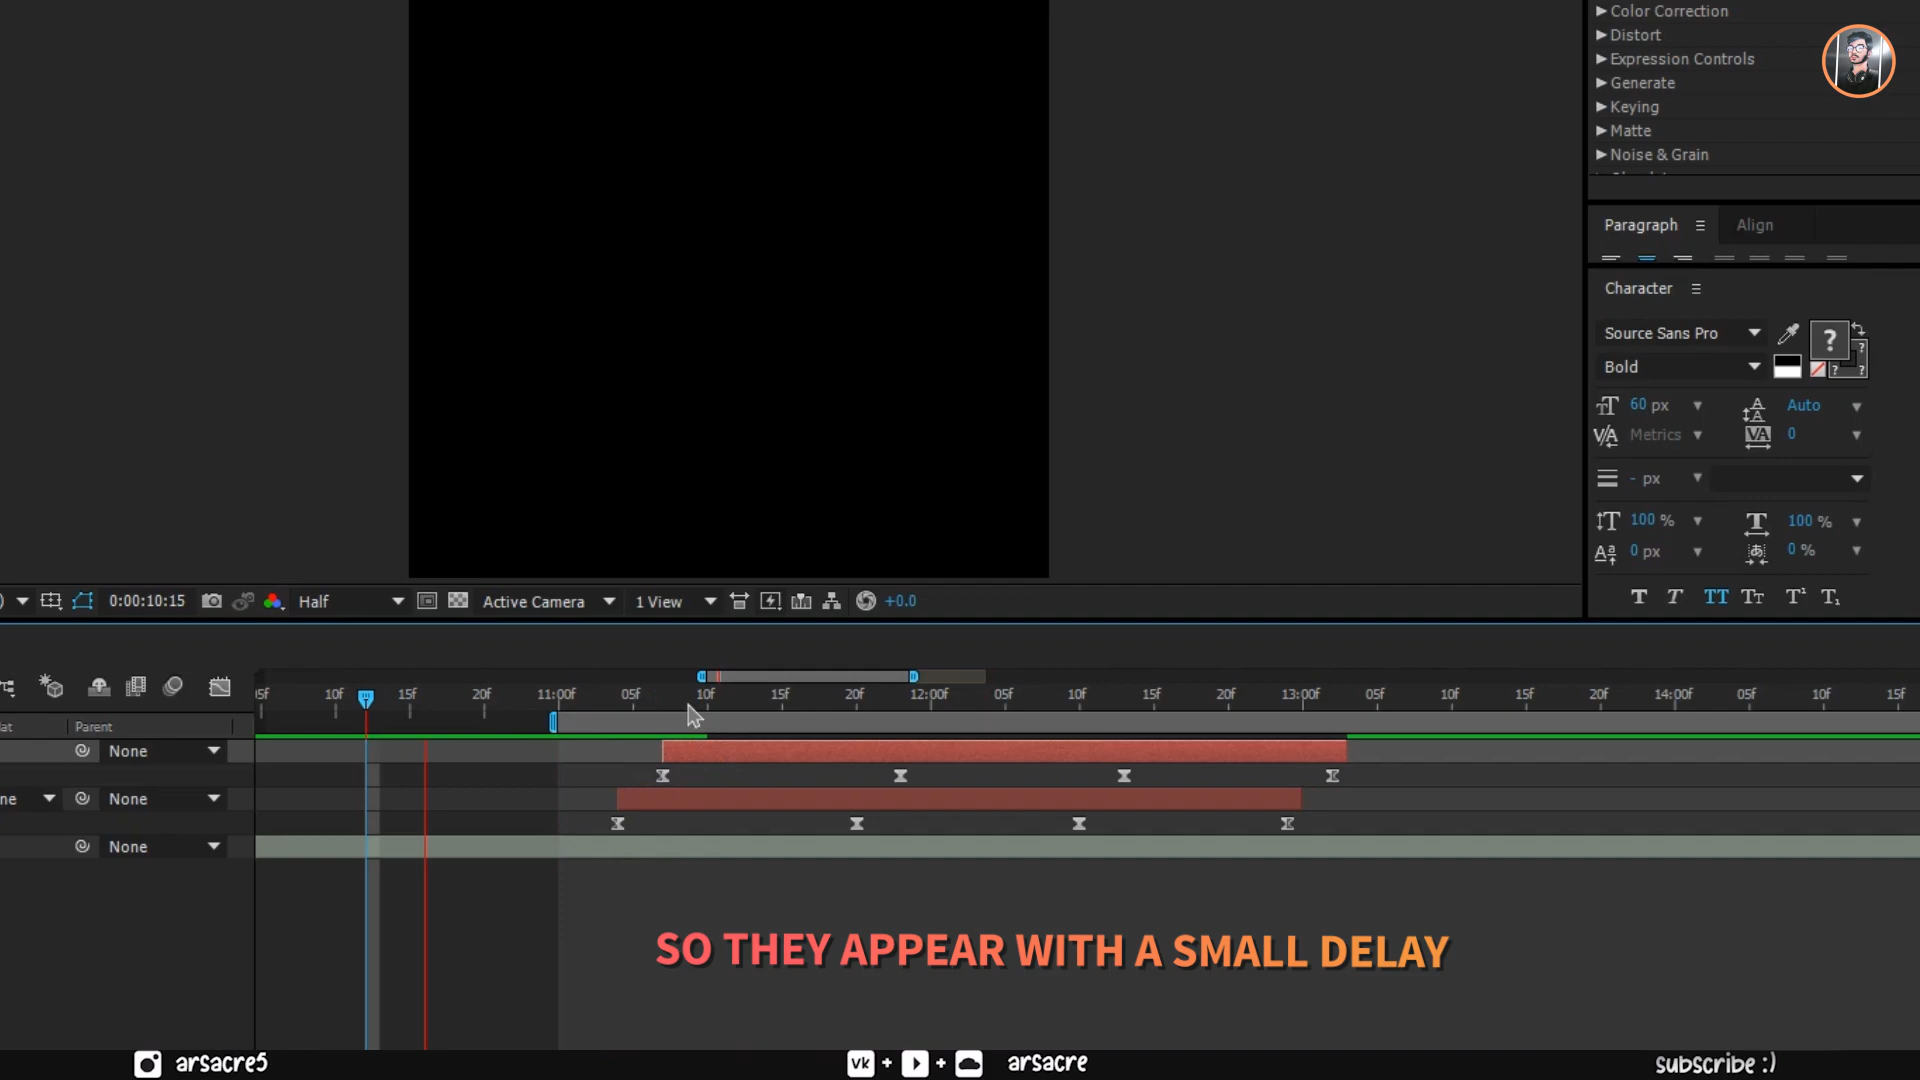 Color Correction
Distort
Expression Controls
Generate
Keying
Matte
Noise & Grain
Paragraph
Align
Character
Source Sans Pro
Bold
60 px
Auto
Metrics
0
- px
100 %
100 %
0 px
0 %
0:00:10:15
Half
Active Camera
1 View
+0.0
10f 15f 20f 11:00f 05f 10f 15f 20f 12:00f 05f 10f 15f 20f 13:00f 05f 10f 15f 20f 14:00f 05f 10f 15f
Parent
None
None
None
SO THEY APPEAR WITH A SMALL DELAY
arsacre5
vk + + arsacre
subscribe :)